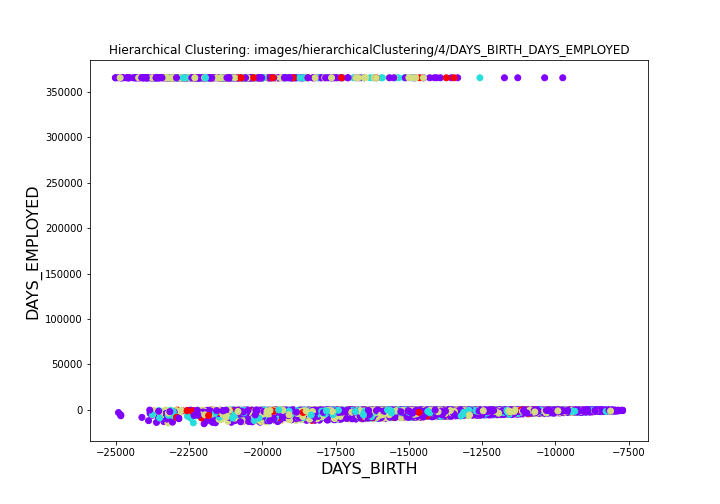 Hierarchical Clustering: images/hierarchicalClustering/4/DAYS_BIRTH_DAYS_EMPLOYED
350000
300000
250000
200000
150000
100000
50000
0
DAYS_EMPLOYED
−25000 −22500 −20000 −17500 −15000 −12500 −10000 −7500
DAYS_BIRTH